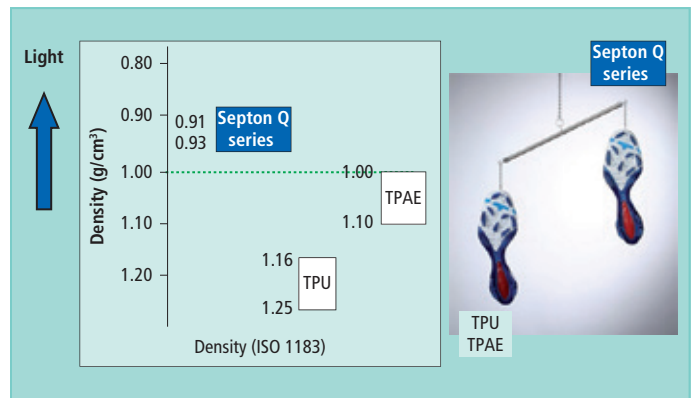 Light
0.80
0.90
1.00
1.10
1.20
Density (g/cm³)
0.91
0.93
Septon Q
series
1.00
TPAE
1.10
1.16
TPU
1.25
Density (ISO 1183)
Septon Q
series
TPU
TPAE